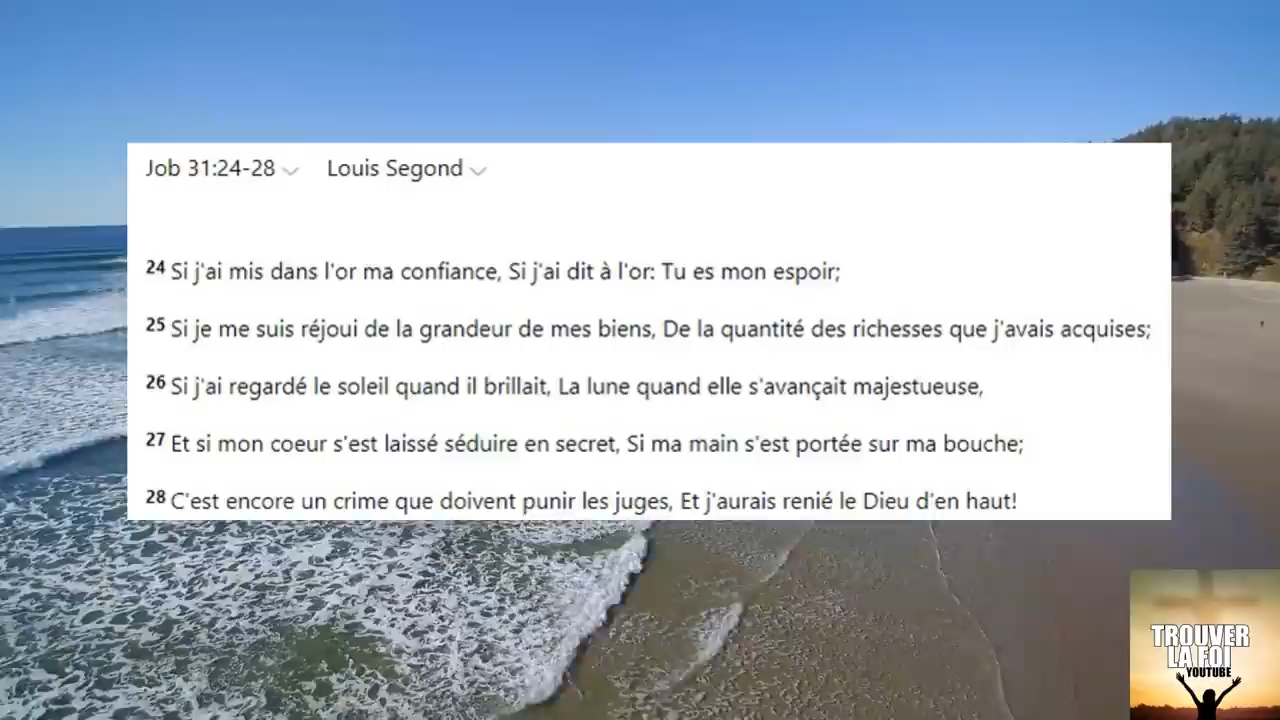 Job 31:24-28 Louis Segond
24 Si j'ai mis dans l'or ma confiance, Si j'ai dit à l'or: Tu es mon espoir;
25 Si je me suis réjoui de la grandeur de mes biens, De la quantité des richesses que j'avais acquises;
26 Si j'ai regardé le soleil quand il brillait, La lune quand elle s'avançait majestueuse,
27 Et si mon coeur s'est laissé séduire en secret, Si ma main s'est portée sur ma bouche;
28 C'est encore un crime que doivent punir les juges, Et j'aurais renié le Dieu d'en haut!
TROUVER
LA FOI
YOUTUBE